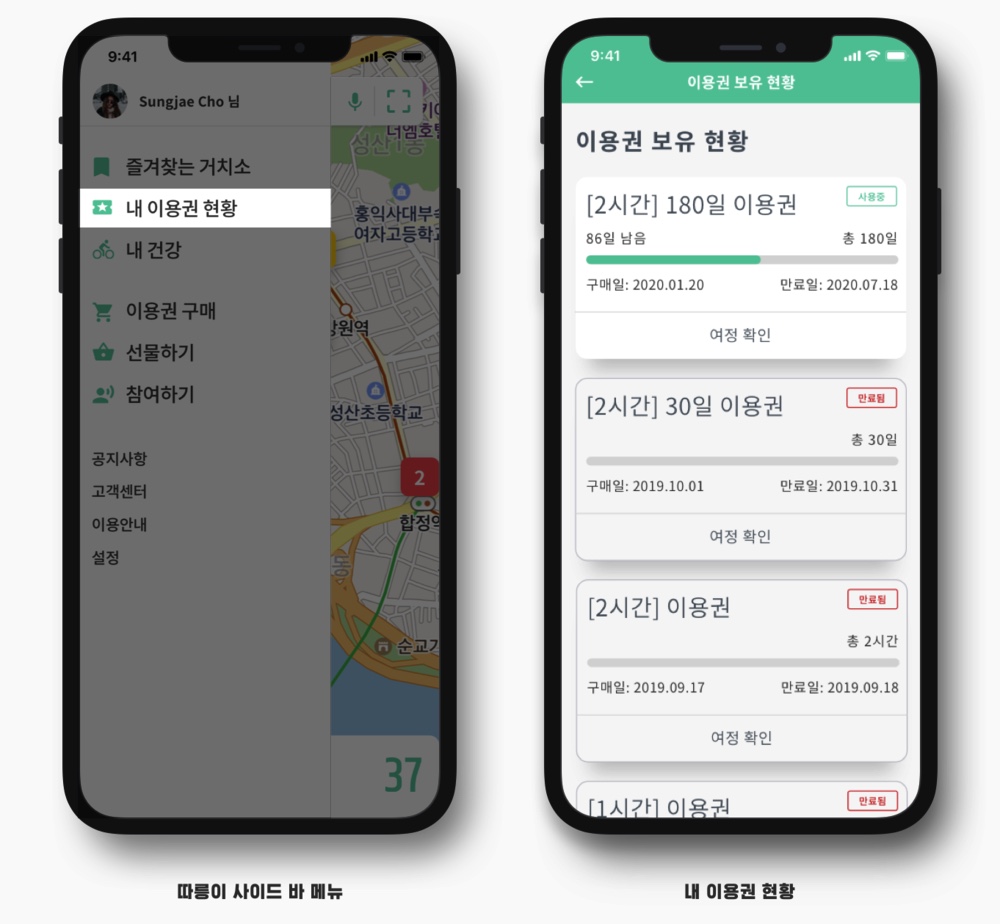 9:41
Sungjae Cho 님
즐겨찾는 거치소
내 이용권 현황
내 건강
이용권 구매
선물하기
참여하기
공지사항
고객센터
이용안내
설정
너엠호텔
성산1동
홍익사대부속
여자고등학교
망원역
성산초등학교
2
합정역
순교기
37
따릉이 사이드 바 메뉴
9:41
이용권 보유 현황
이용권 보유 현황
[2시간] 180일 이용권
사용중
86일 남음
총 180일
구매일: 2020.01.20
만료일: 2020.07.18
여정 확인
[2시간] 30일 이용권
만료됨
총 30일
구매일: 2019.10.01
만료일: 2019.10.31
여정 확인
[2시간] 이용권
만료됨
총 2시간
구매일: 2019.09.17
만료일: 2019.09.18
여정 확인
[1시간] 이용권
만료됨
내 이용권 현황